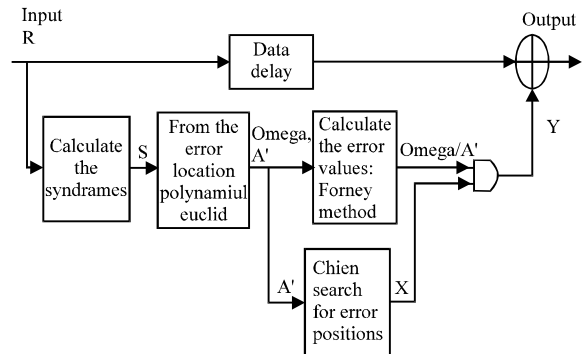 Input
R
Output
Data
delay
Calculate
the
syndrames
S
From the
error
location
polynamiul
euclid
Omega,
A'
Calculate
the error
values:
Forney
method
Omega/A'
Y
A'
Chien
search
for error
positions
X